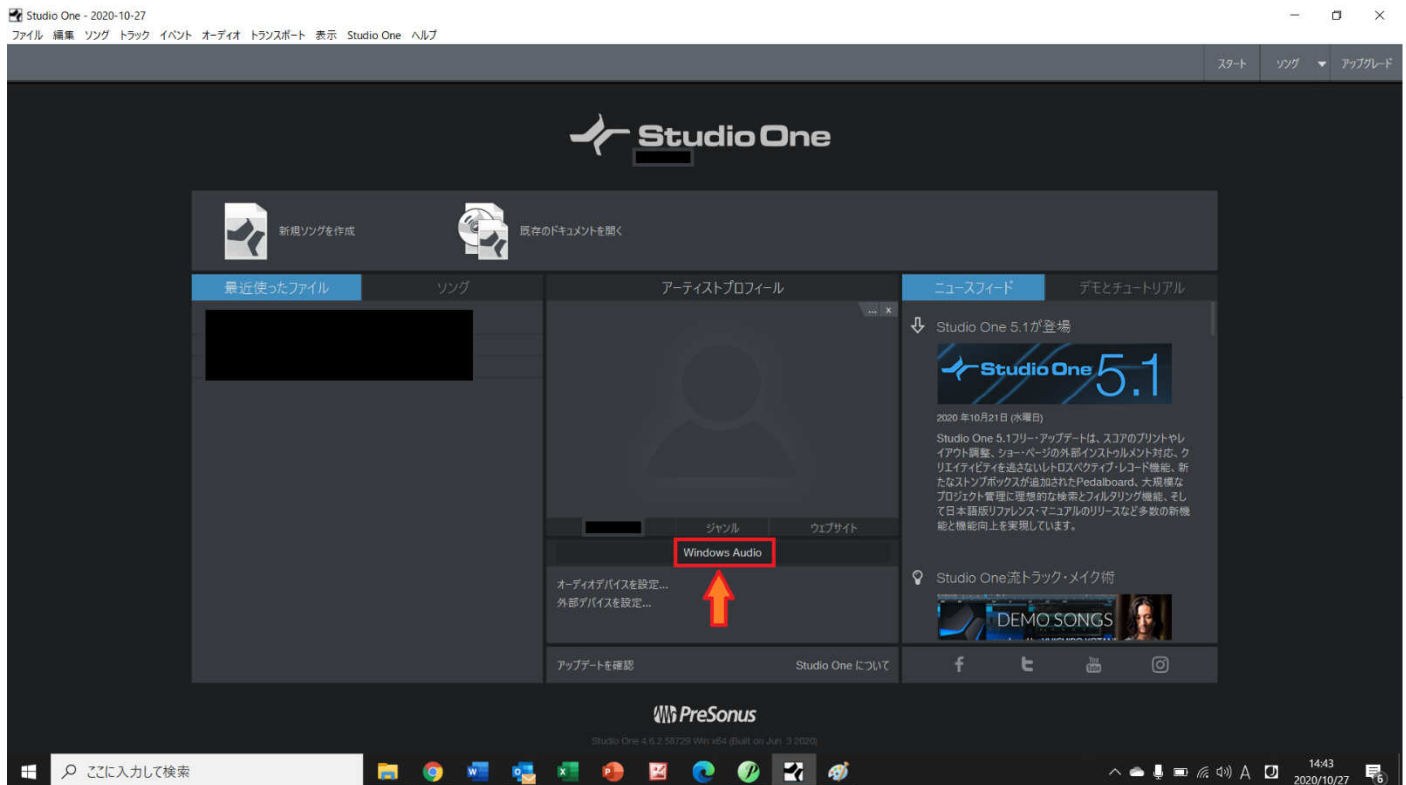 Studio One - 2020-10-27
ファイル 編集 ソング トラック イベント オーディオ トランスポート 表示 Studio One ヘルプ
スタート ソング アップグレード
Studio One
新規ソングを作成
既存のドキュメントを開く
最近使ったファイル
ソング
アーティストプロフィール
... x
ジャンル
ウェブサイト
Windows Audio
オーディオデバイスを設定...
外部デバイスを設定...
アップデートを確認
Studio One について
ニュースフィード
デモとチュートリアル
Studio One 5.1が登場
Studio One 5.1
2020 年10月21日 (水曜日)
Studio One 5.1フリー・アップデートは、スコアのプリントやレ
イアウト調整、ショー・ページの外部インストゥルメント対応、ク
リエイティビティを逃さないレトロスペクティブ・レコード機能、新
たなストンプボックスが追加されたPedalboard、大規模な
プロジェクト管理に理想的な検索とフィルタリング機能、そし
て日本語版リファレンス・マニュアルのリリースなど多数の新機
能と機能向上を実現しています。
Studio One流トラック・メイク術
DEMO SONGS
You Tube
PreSonus
Studio One 4.6.2.58729 Win x64 (Built on Jun 3 2020)
ここに入力して検索
A
14:43
2020/10/27
6